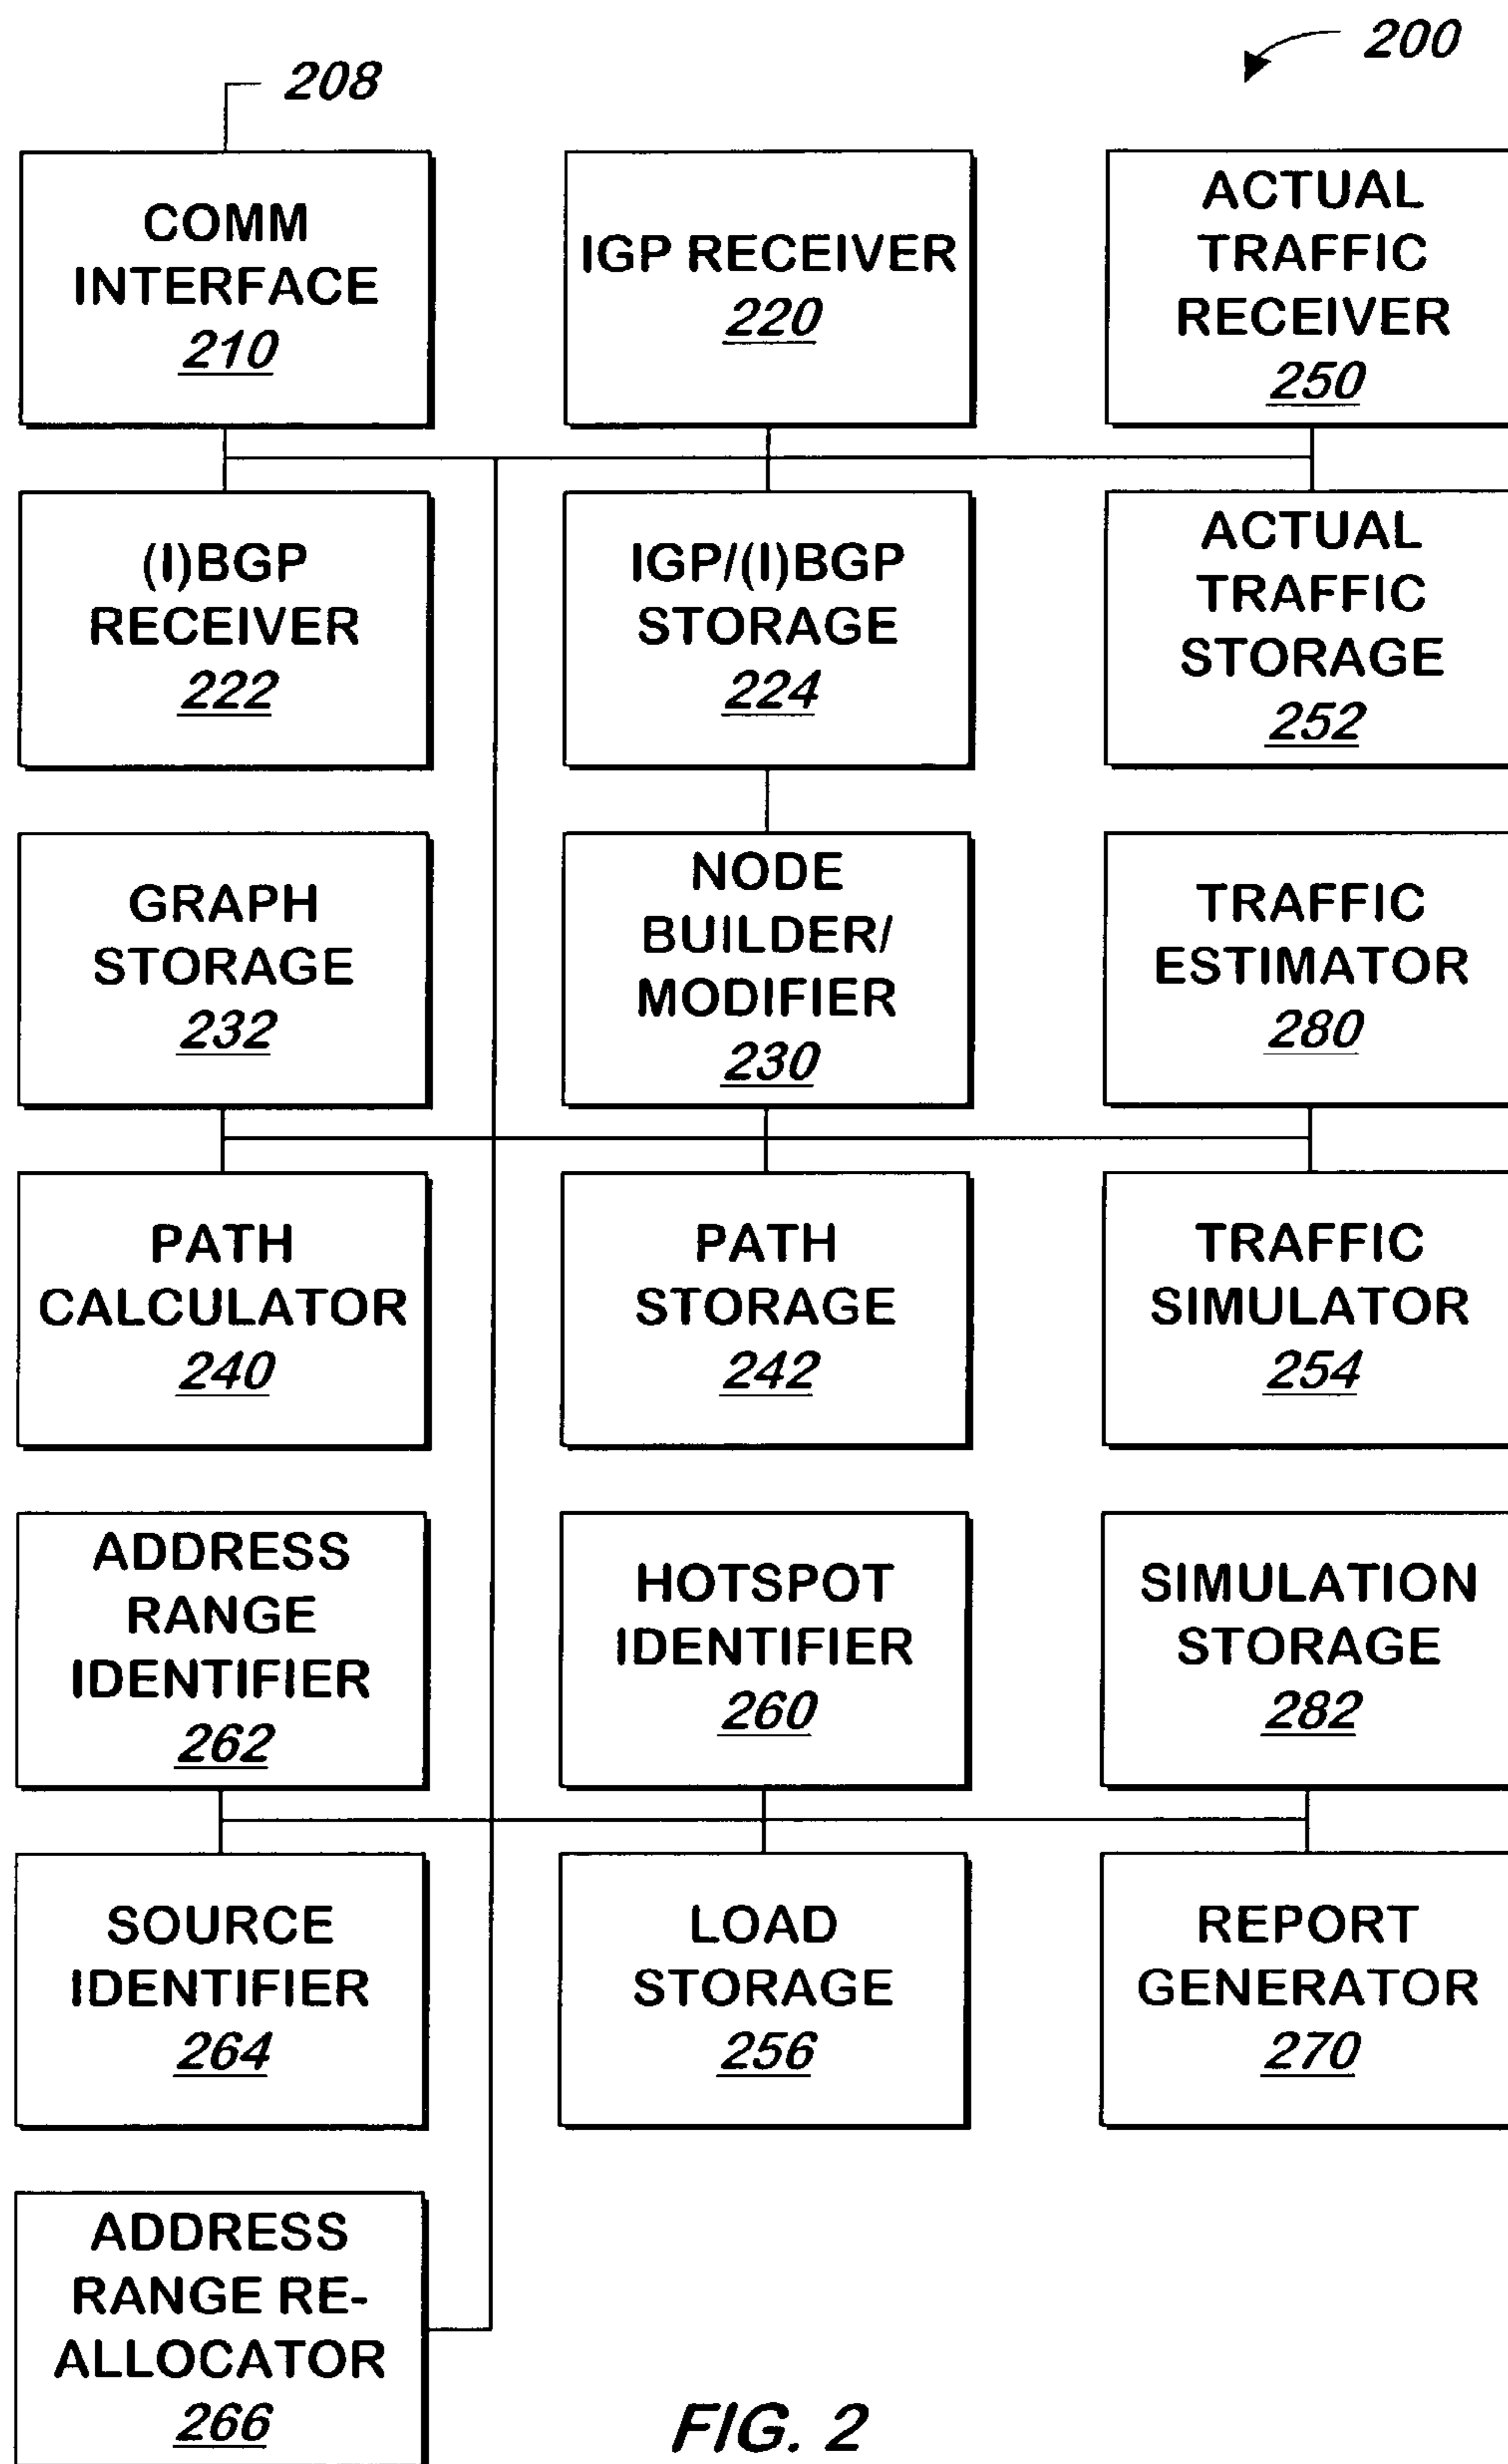 200
208
COMM
INTERFACE
210
IGP RECEIVER
220
ACTUAL
TRAFFIC
RECEIVER
250
(I)BGP
RECEIVER
222
IGP/(I)BGP
STORAGE
224
ACTUAL
TRAFFIC
STORAGE
252
GRAPH
STORAGE
232
NODE
BUILDER/
MODIFIER
230
TRAFFIC
ESTIMATOR
280
PATH
CALCULATOR
240
PATH
STORAGE
242
TRAFFIC
SIMULATOR
254
ADDRESS
RANGE
IDENTIFIER
262
HOTSPOT
IDENTIFIER
260
SIMULATION
STORAGE
282
SOURCE
IDENTIFIER
264
LOAD
STORAGE
256
REPORT
GENERATOR
270
ADDRESS
RANGE RE-
ALLOCATOR
266
FIG. 2